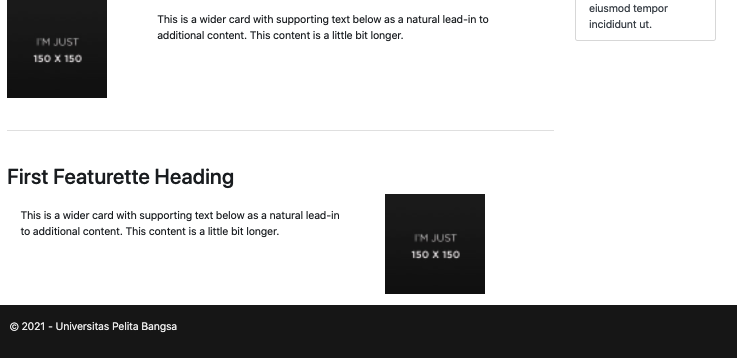 This is a wider card with supporting text below as a natural lead-in to
additional content. This content is a little bit longer.
I'M JUST
150 X 150
eiusmod tempor
incididunt ut.
First Featurette Heading
This is a wider card with supporting text below as a natural lead-in
to additional content. This content is a little bit longer.
I'M JUST
150 X 150
© 2021 - Universitas Pelita Bangsa